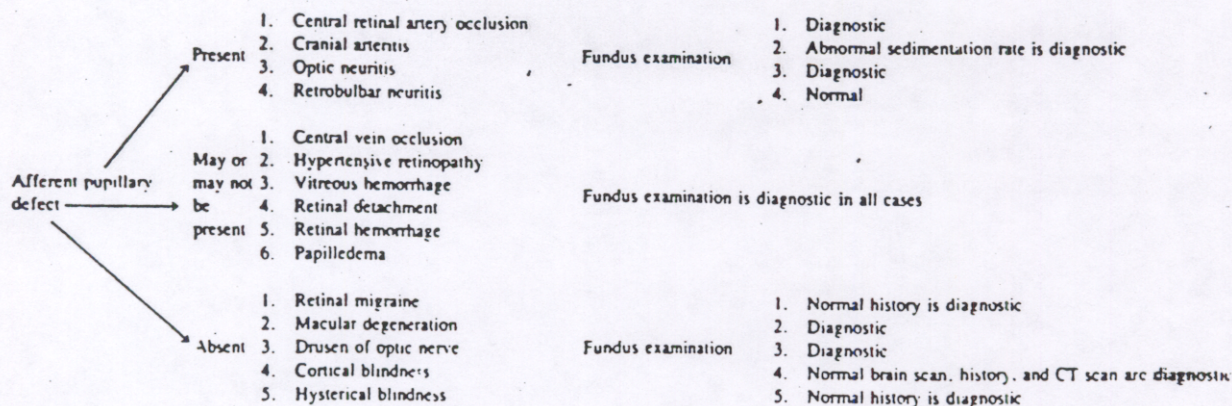 Afferent pupillary
defect
Present
1. Central retinal artery occlusion
2. Cranial arteritis
3. Optic neuritis
4. Retrobulbar neuritis
Fundus examination
1. Diagnostic
2. Abnormal sedimentation rate is diagnostic
3. Diagnostic
4. Normal
May or
may not
be
present
1. Central vein occlusion
2. Hypertensive retinopathy
3. Vitreous hemorrhage
4. Retinal detachment
5. Retinal hemorrhage
6. Papilledema
Fundus examination is diagnostic in all cases
Absent
1. Retinal migraine
2. Macular degeneration
3. Drusen of optic nerve
4. Cortical blindness
5. Hysterical blindness
Fundus examination
1. Normal history is diagnostic
2. Diagnostic
3. Diagnostic
4. Normal brain scan, history, and CT scan are diagnostic
5. Normal history is diagnostic